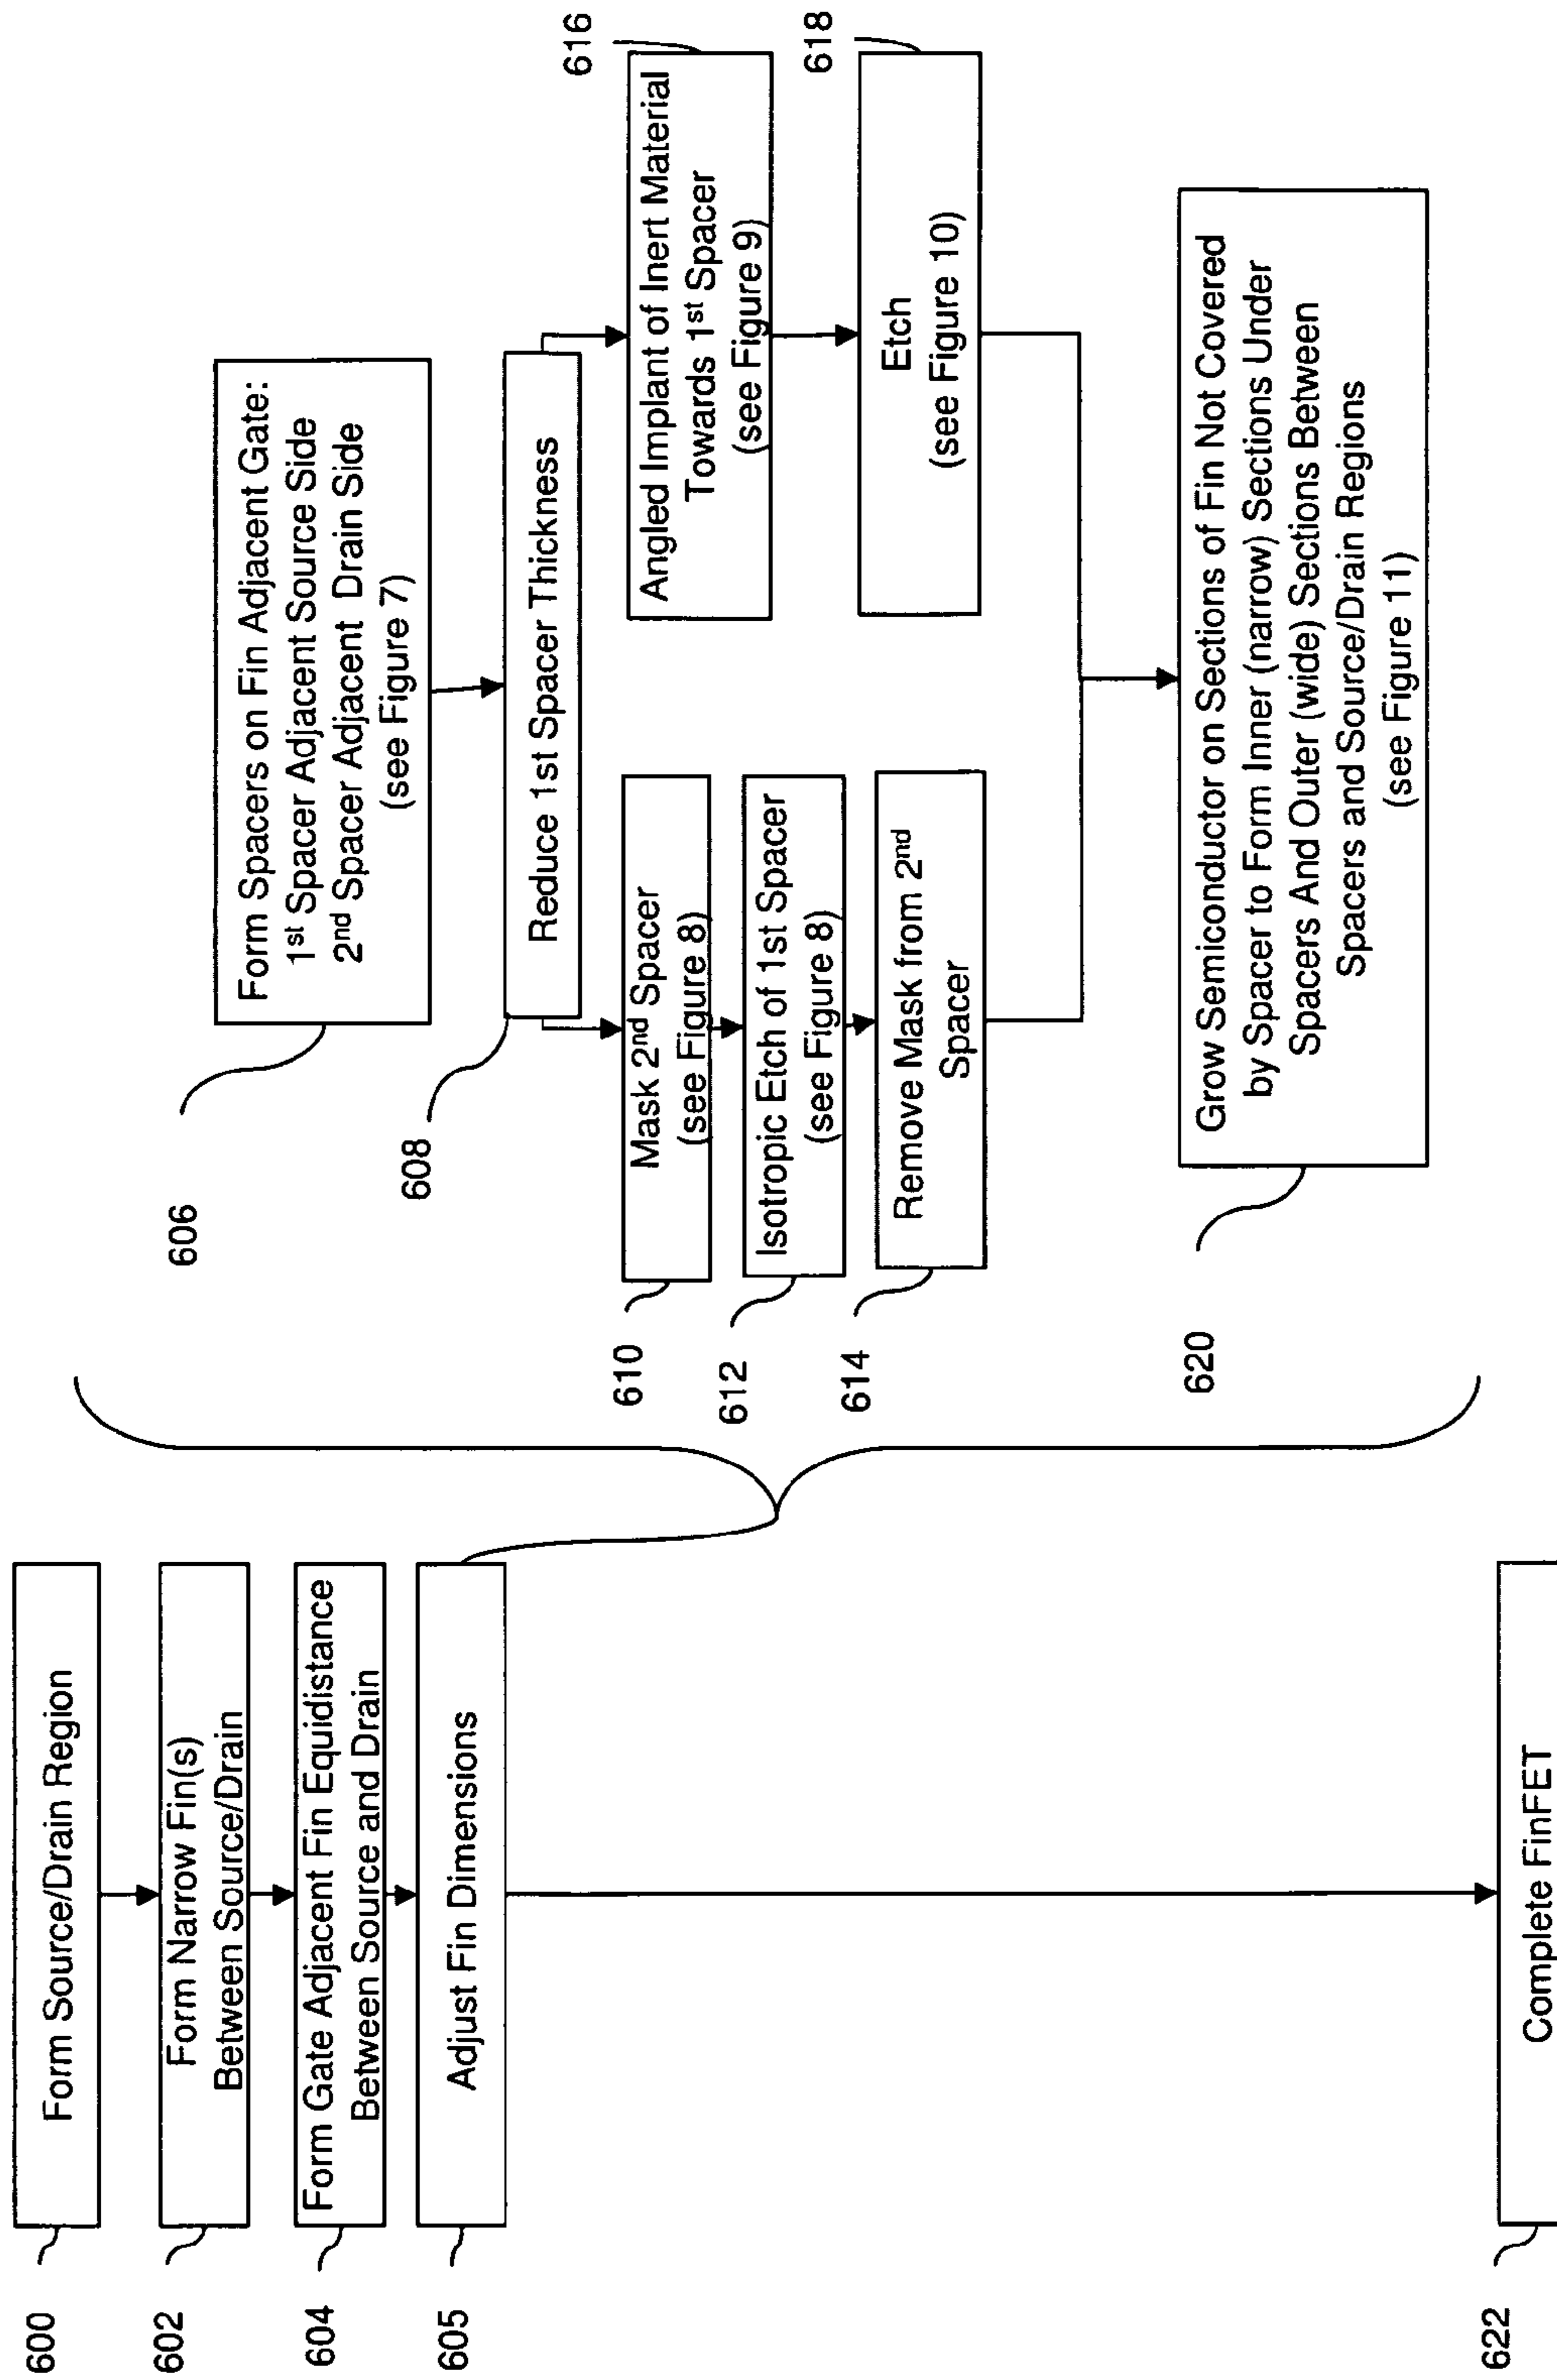 600
Form Source/Drain Region
602
Form Narrow Fin(s)
Between Source/Drain
604
Form Gate Adjacent Fin Equidistance
Between Source and Drain
605
Adjust Fin Dimensions
606
Form Spacers on Fin Adjacent Gate:
1st Spacer Adjacent Source Side
2nd Spacer Adjacent Drain Side
(see Figure 7)
608
Reduce 1st Spacer Thickness
610
Mask 2nd Spacer
(see Figure 8)
612
Isotropic Etch of 1st Spacer
(see Figure 8)
614
Remove Mask from 2nd
Spacer
616
Angled Implant of Inert Material
Towards 1st Spacer
(see Figure 9)
618
Etch
(see Figure 10)
620
Grow Semiconductor on Sections of Fin Not Covered
by Spacer to Form Inner (narrow) Sections Under
Spacers And Outer (wide) Sections Between
Spacers and Source/Drain Regions
(see Figure 11)
622
Complete FinFET